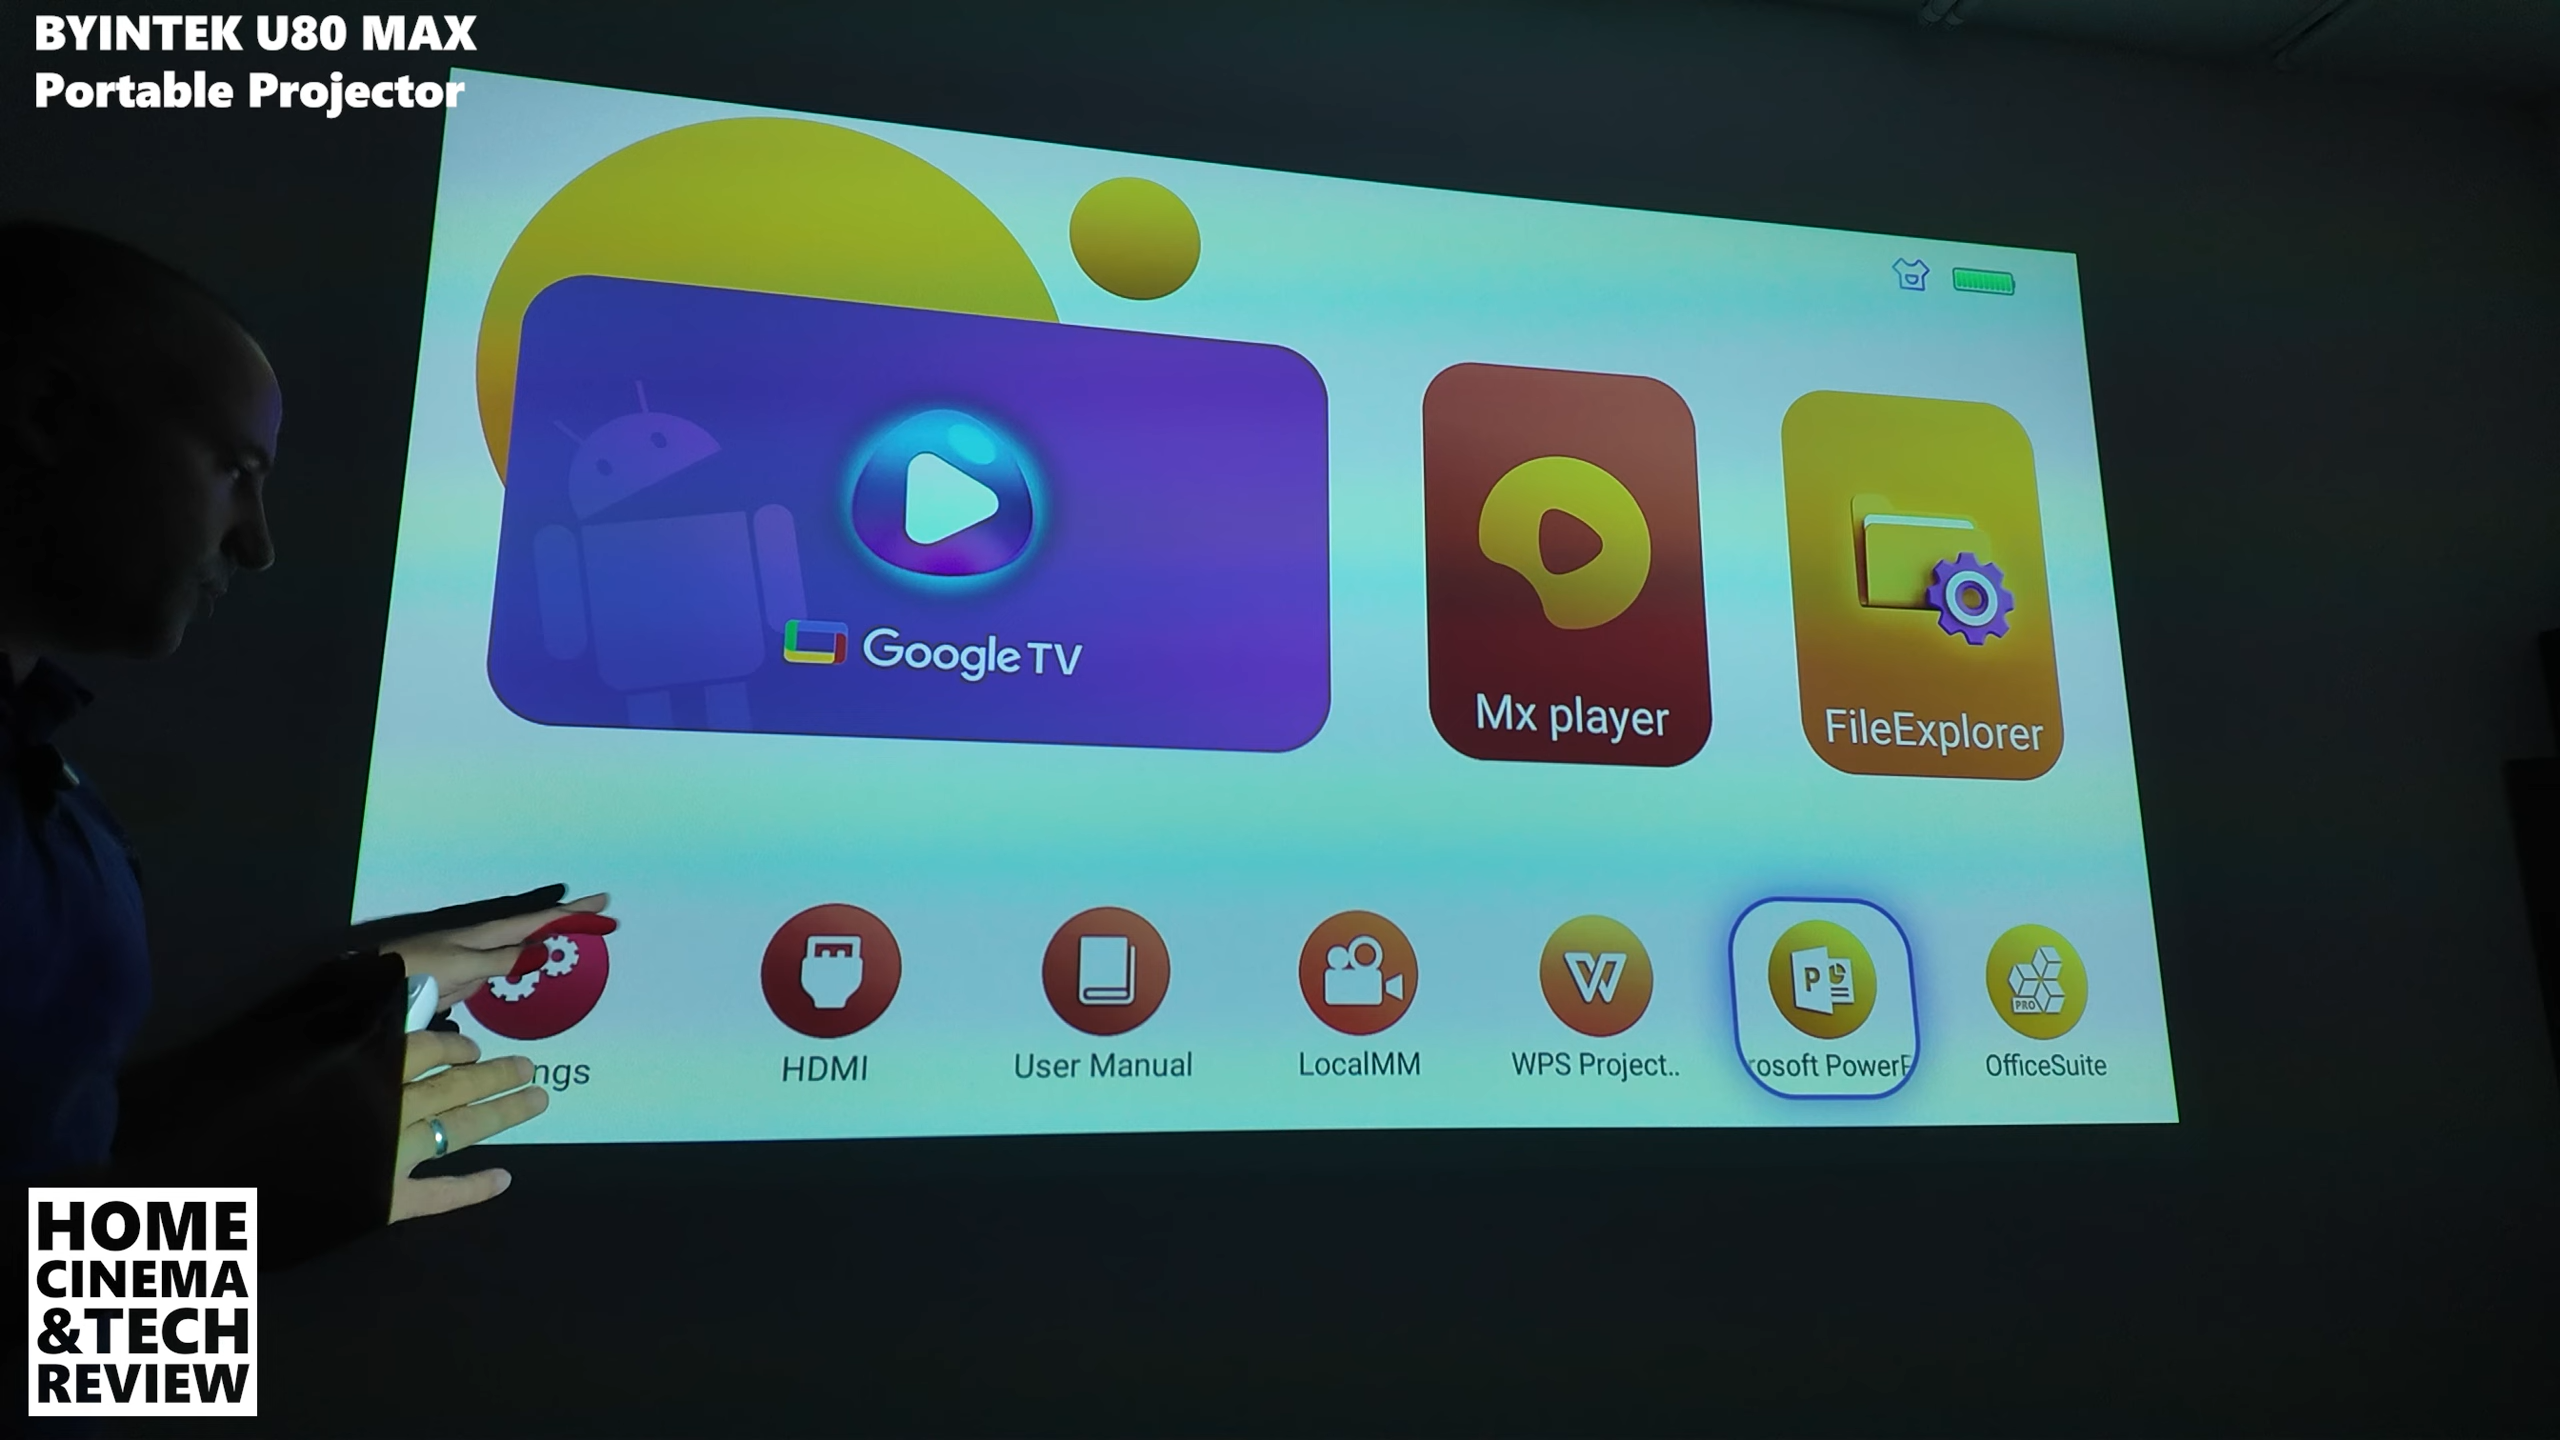 BYINTEK U80 MAX
Portable Projector
Google TV
Mx player
FileExplorer
ngs
HDMI
User Manual
LocalMM
WPS Project..
P
rosoft PowerP
PRO
OfficeSuite
HOME
CINEMA
&TECH
REVIEW